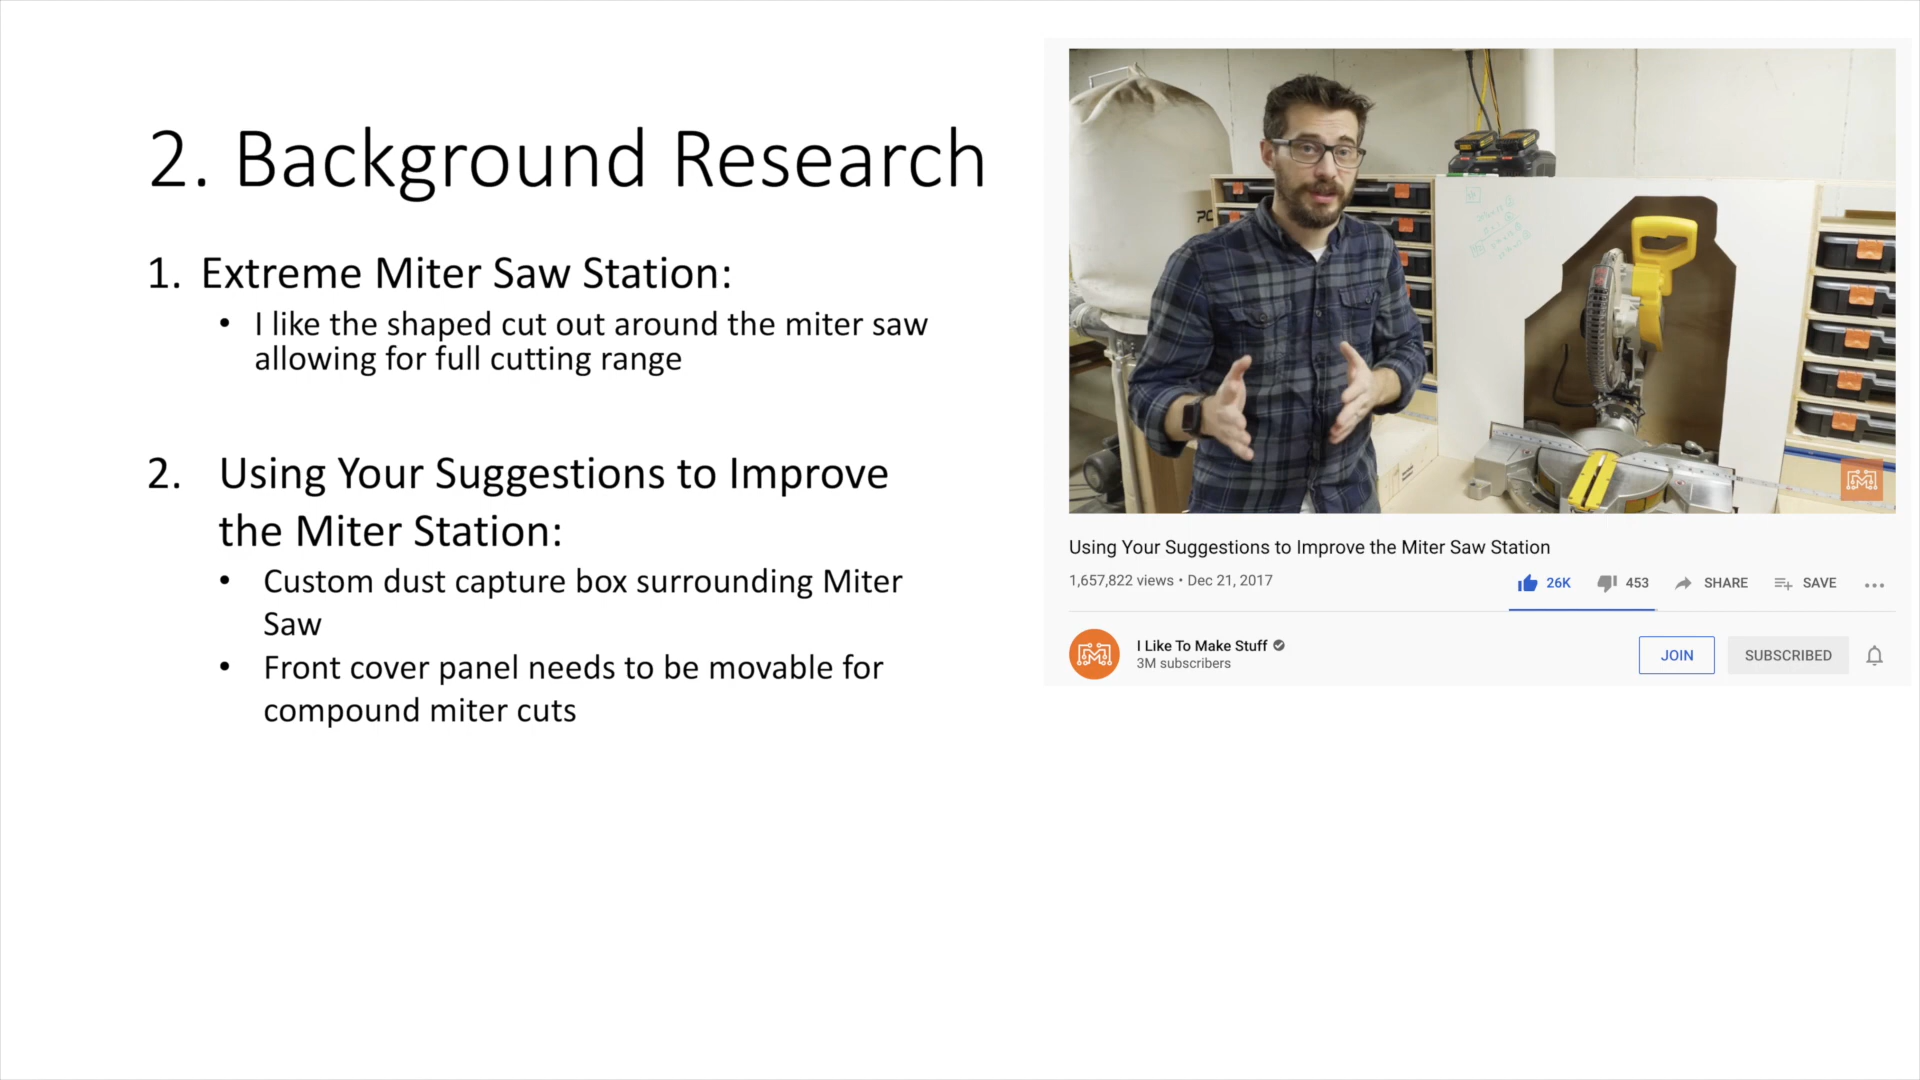 2. Background Research
1. Extreme Miter Saw Station:
• I like the shaped cut out around the miter saw
allowing for full cutting range
2. Using Your Suggestions to Improve
the Miter Station:
• Custom dust capture box surrounding Miter
Saw
• Front cover panel needs to be movable for
compound miter cuts
PC
Using Your Suggestions to Improve the Miter Saw Station
1,657,822 views • Dec 21, 2017
26K
453
SHARE
SAVE
I Like To Make Stuff
3M subscribers
JOIN
SUBSCRIBED